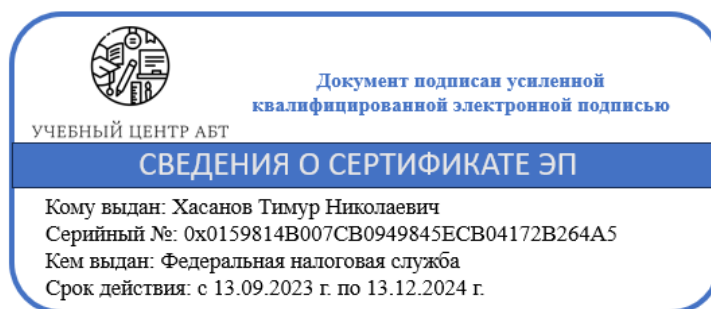 Документ подписан усиленной
квалифицированной электронной подписью
УЧЕБНЫЙ ЦЕНТР АБТ
СВЕДЕНИЯ О СЕРТИФИКАТЕ ЭП
Кому выдан: Хасанов Тимур Николаевич
Серийный №: 0x0159814B007CB0949845ECB04172B264A5
Кем выдан: Федеральная налоговая служба
Срок действия: с 13.09.2023 г. по 13.12.2024 г.